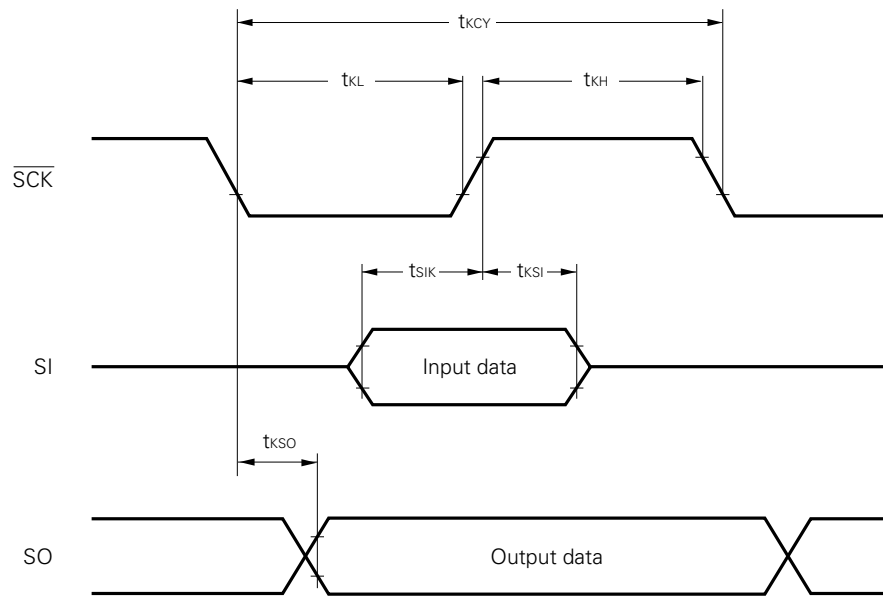 tKCY
tKL
tKH
SCK
tSIK
tKSI
SI
Input data
tKSO
SO
Output data